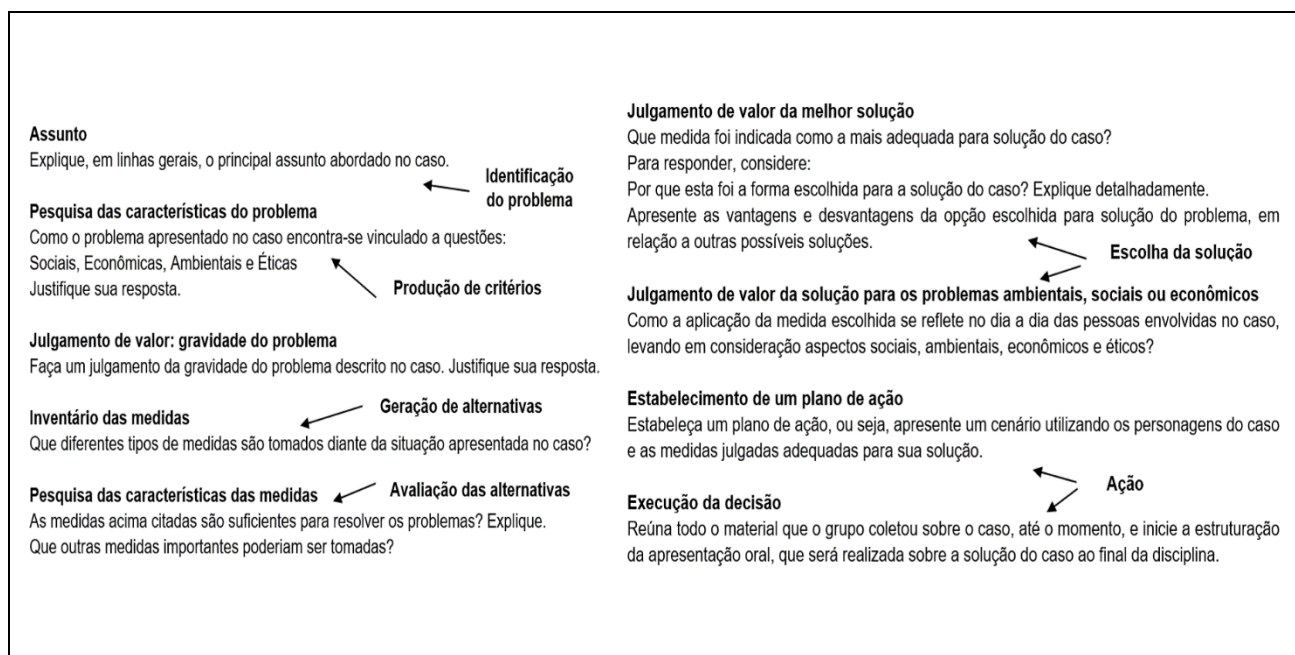 Assunto
Explique, em linhas gerais, o principal assunto abordado no caso.
Identificação
do problema
Pesquisa das características do problema
Como o problema apresentado no caso encontra-se vinculado a questões:
Sociais, Econômicas, Ambientais e Éticas
Justifique sua resposta.
Produção de critérios
Julgamento de valor: gravidade do problema
Faça um julgamento da gravidade do problema descrito no caso. Justifique sua resposta.
Geração de alternativas
Inventário das medidas
Que diferentes tipos de medidas são tomados diante da situação apresentada no caso?
Pesquisa das características das medidas
Avaliação das alternativas
As medidas acima citadas são suficientes para resolver os problemas? Explique.
Que outras medidas importantes poderiam ser tomadas?
Julgamento de valor da melhor solução
Que medida foi indicada como a mais adequada para solução do caso?
Para responder, considere:
Por que esta foi a forma escolhida para a solução do caso? Explique detalhadamente.
Apresente as vantagens e desvantagens da opção escolhida para solução do problema, em
relação a outras possíveis soluções.
Escolha da solução
Julgamento de valor da solução para os problemas ambientais, sociais ou econômicos
Como a aplicação da medida escolhida se reflete no dia a dia das pessoas envolvidas no caso,
levando em consideração aspectos sociais, ambientais, econômicos e éticos?
Estabelecimento de um plano de ação
Estabeleça um plano de ação, ou seja, apresente um cenário utilizando os personagens do caso
e as medidas julgadas adequadas para sua solução.
Ação
Execução da decisão
Reúna todo o material que o grupo coletou sobre o caso, até o momento, e inicie a estruturação
da apresentação oral, que será realizada sobre a solução do caso ao final da disciplina.